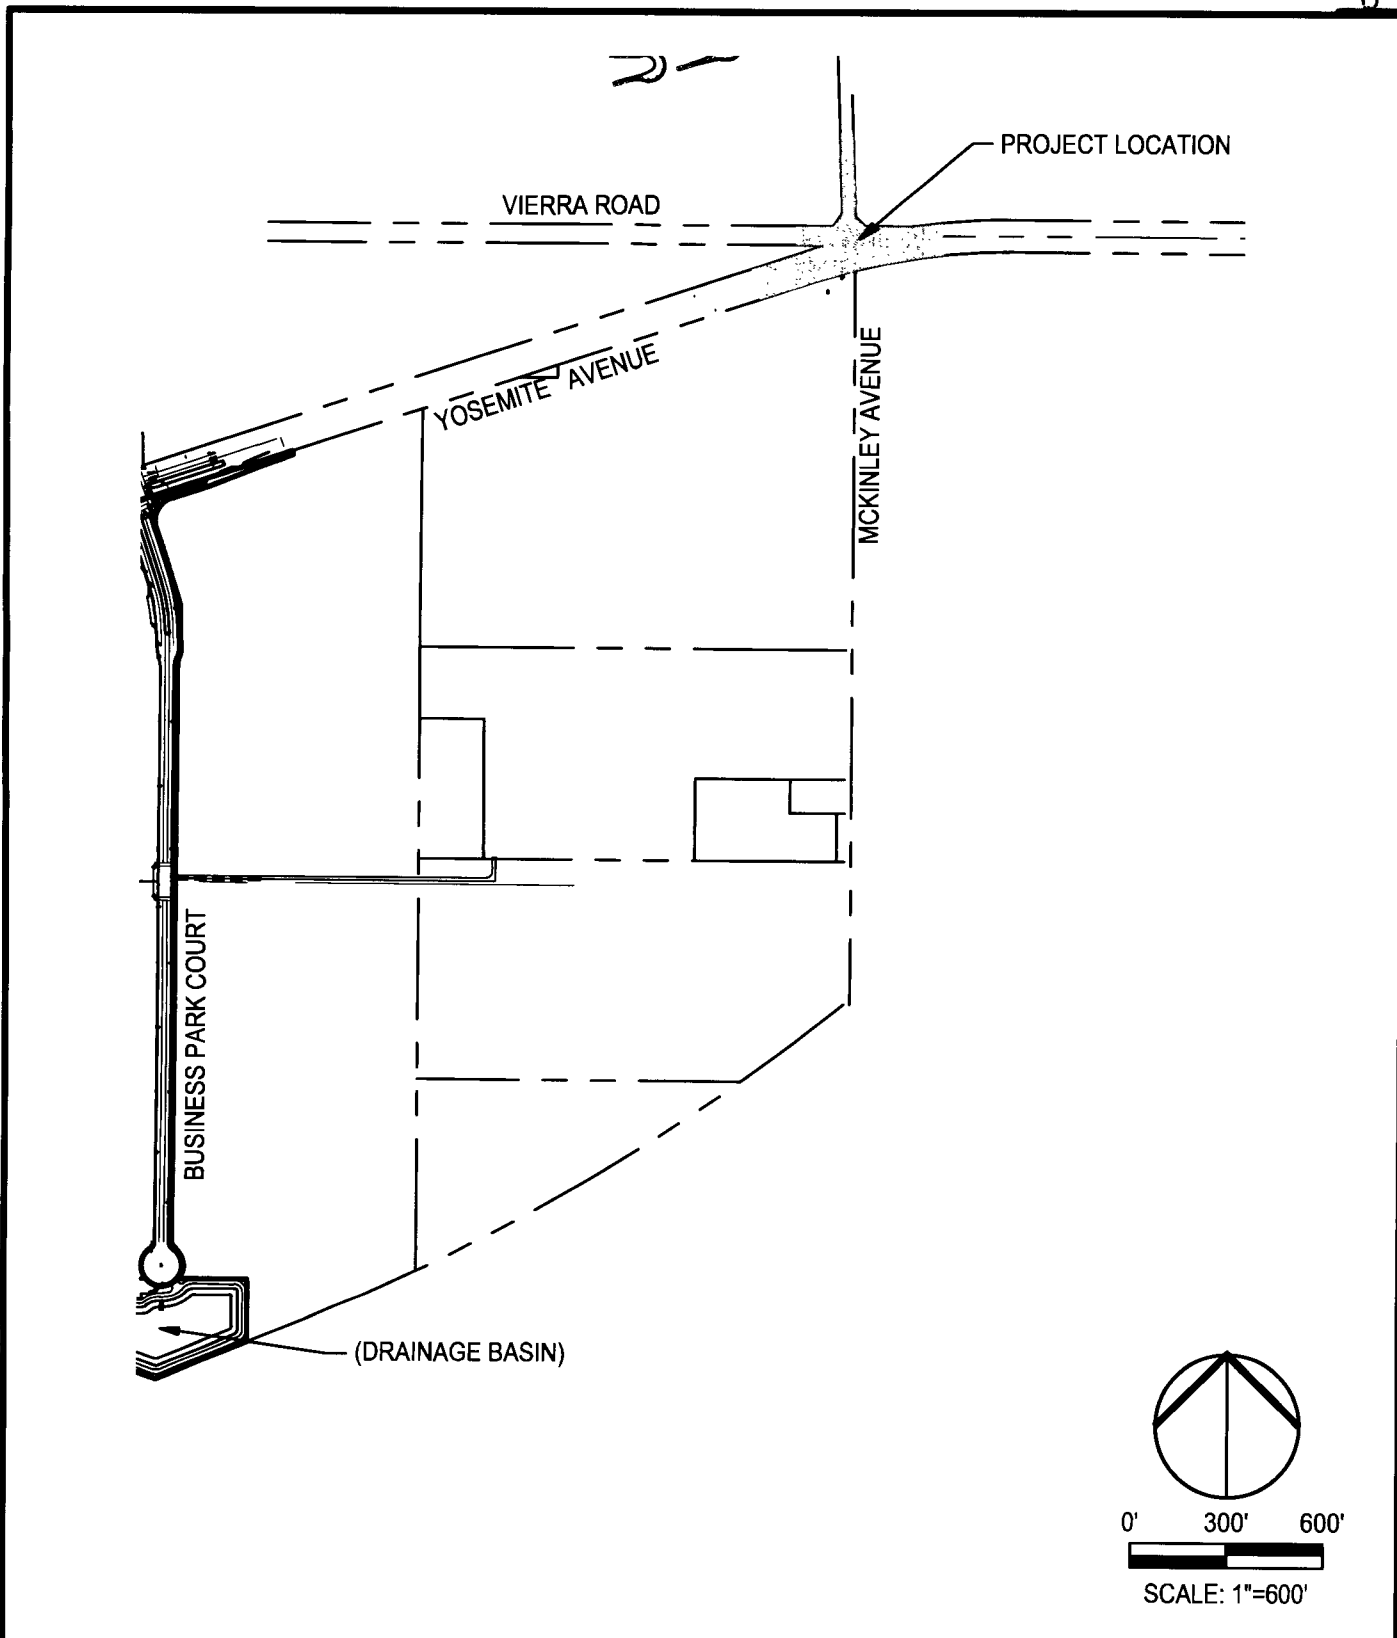 PROJECT LOCATION
VIERRA ROAD
YOSEMITE AVENUE
MCKINLEY AVENUE
BUSINESS PARK COURT
(DRAINAGE BASIN)
0' 300' 600'
SCALE: 1"=600'